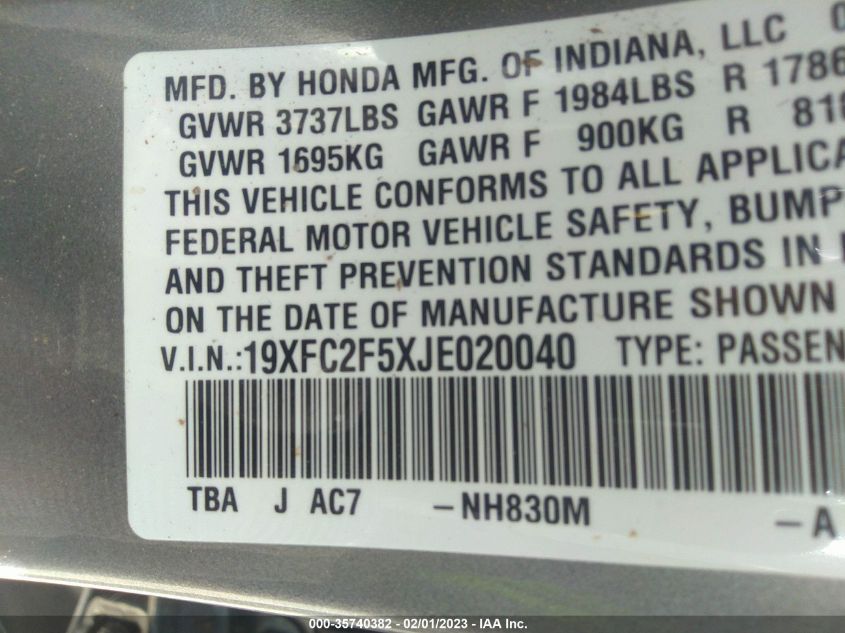 MFD. BY HONDA MFG. OF INDIANA, LLC
GVWR 3737LBS GAWR F 1984LBS R 1786
GVWR 1695KG GAWR F 900KG R 818
THIS VEHICLE CONFORMS TO ALL APPLICA
FEDERAL MOTOR VEHICLE SAFETY, BUMP
AND THEFT PREVENTION STANDARDS IN
ON THE DATE OF MANUFACTURE SHOWN
V.I.N.:19XFC2F5XJE020040 TYPE: PASSEN
TBA J AC7 -NH830M -A
000-35740382 - 02/01/2023 - IAA Inc.